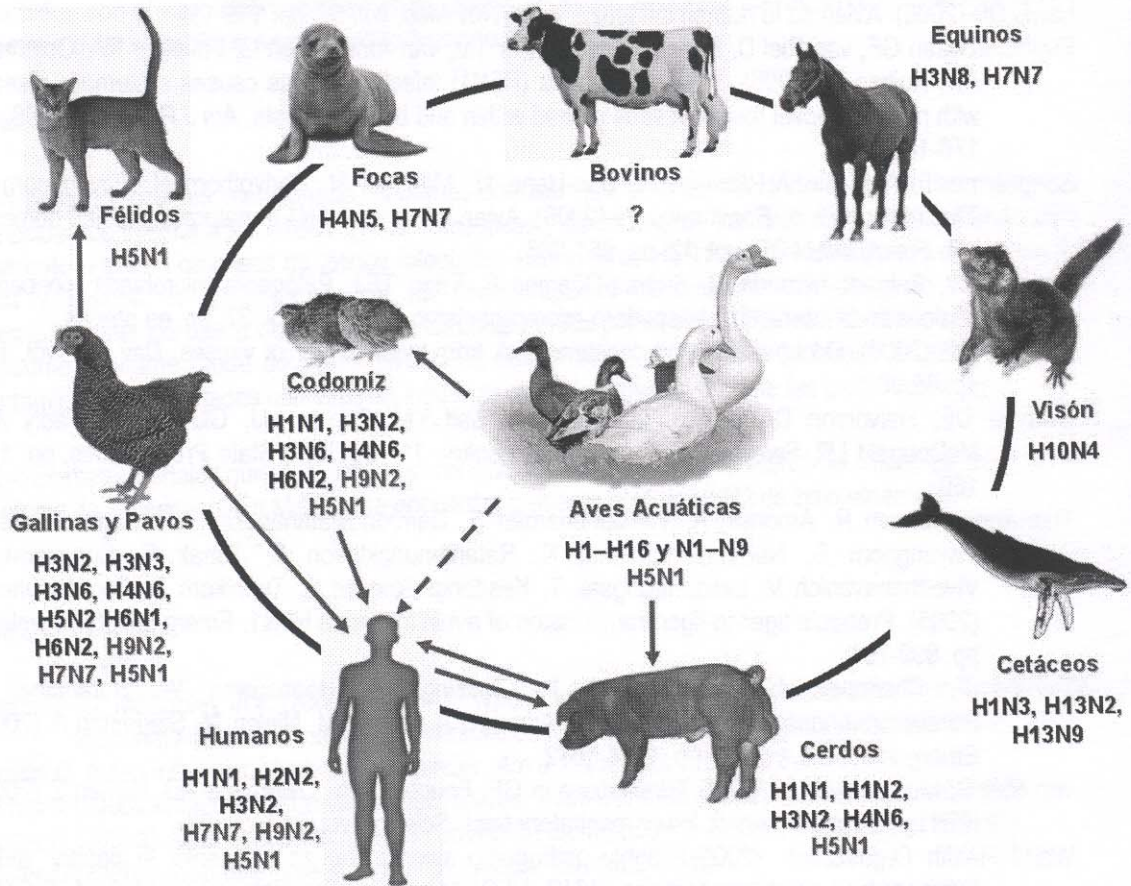 Félidos
H5N1
Focas
H4N5, H7N7
Bovinos
?
Equinos
H3N8, H7N7
Visón
H10N4
Codorníz
H1N1, H3N2,
H3N6, H4N6,
H6N2, H9N2,
H5N1
Aves Acuáticas
H1–H16 y N1–N9
H5N1
Gallinas y Pavos
H3N2, H3N3,
H3N6, H4N6,
H5N2 H6N1,
H6N2, H9N2,
H7N7, H5N1
Cetáceos
H1N3, H13N2,
H13N9
Humanos
H1N1, H2N2,
H3N2,
H7N7, H9N2,
H5N1
Cerdos
H1N1, H1N2,
H3N2, H4N6,
H5N1